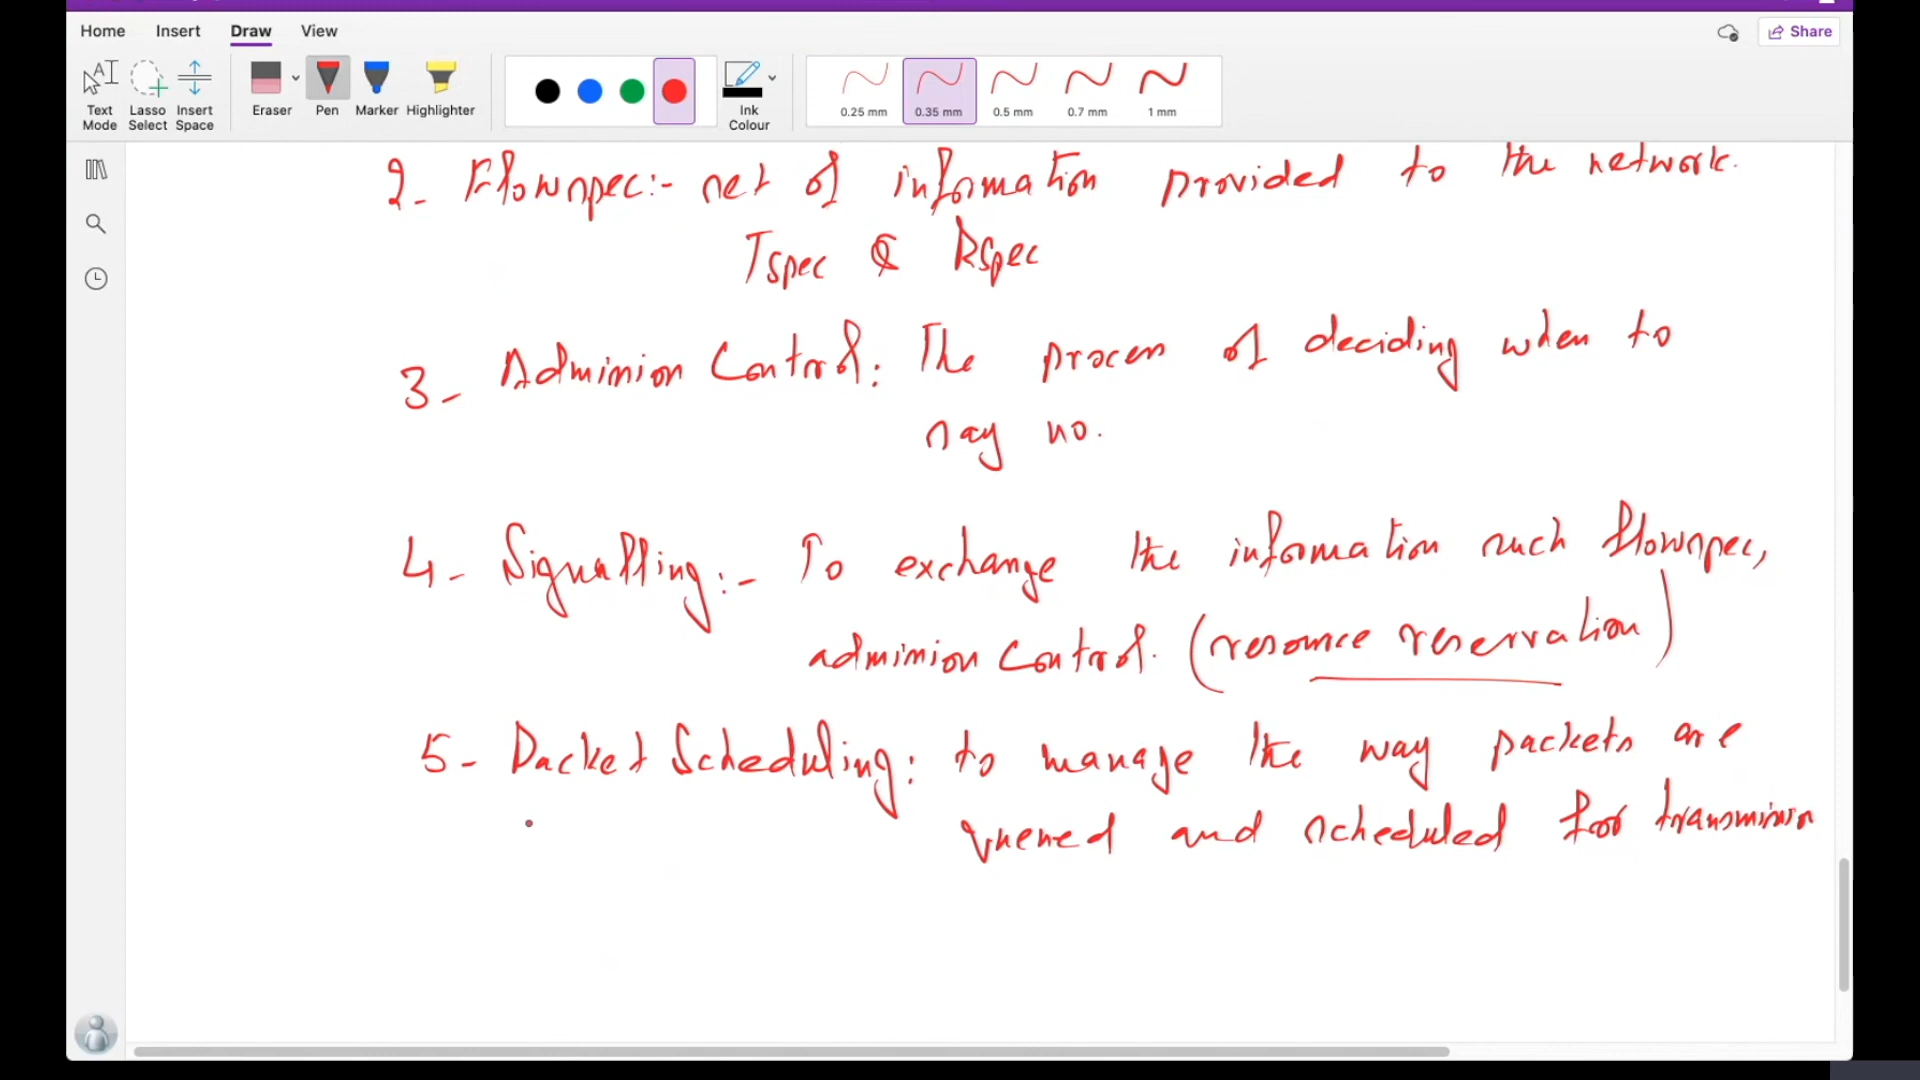 Home Insert Draw View
Share
Text Mode
Lasso Select
Insert Space
Eraser
Pen
Marker
Highlighter
Ink Colour
0.25 mm
0.35 mm
0.5 mm
0.7 mm
1 mm
2- Flowspec:- set of information provided to the network.
Tspec & Rspec
3- Admission Control: The process of deciding when to
say no.
4- Signalling:- To exchange the information such flowspec,
admission control. (resource reservation)
5- Packet Scheduling: to manage the way packets are
queued and scheduled for transmission